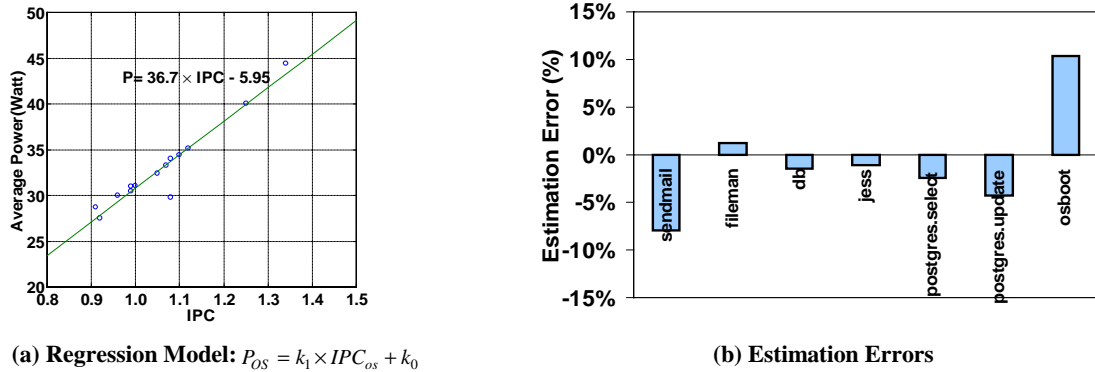 50
45
40
35
30
25
20
Average Power(Watt)
P= 36.7 × IPC - 5.95
0.8 0.9 1.0 1.1 1.2 1.3 1.4 1.5
IPC
(a) Regression Model: P_OS = k_1 × IPC_os + k_0
15%
10%
5%
0%
-5%
-10%
-15%
Estimation Error (%)
sendmail
fileman
db
jess
postgres.select
postgres.update
osboot
(b) Estimation Errors